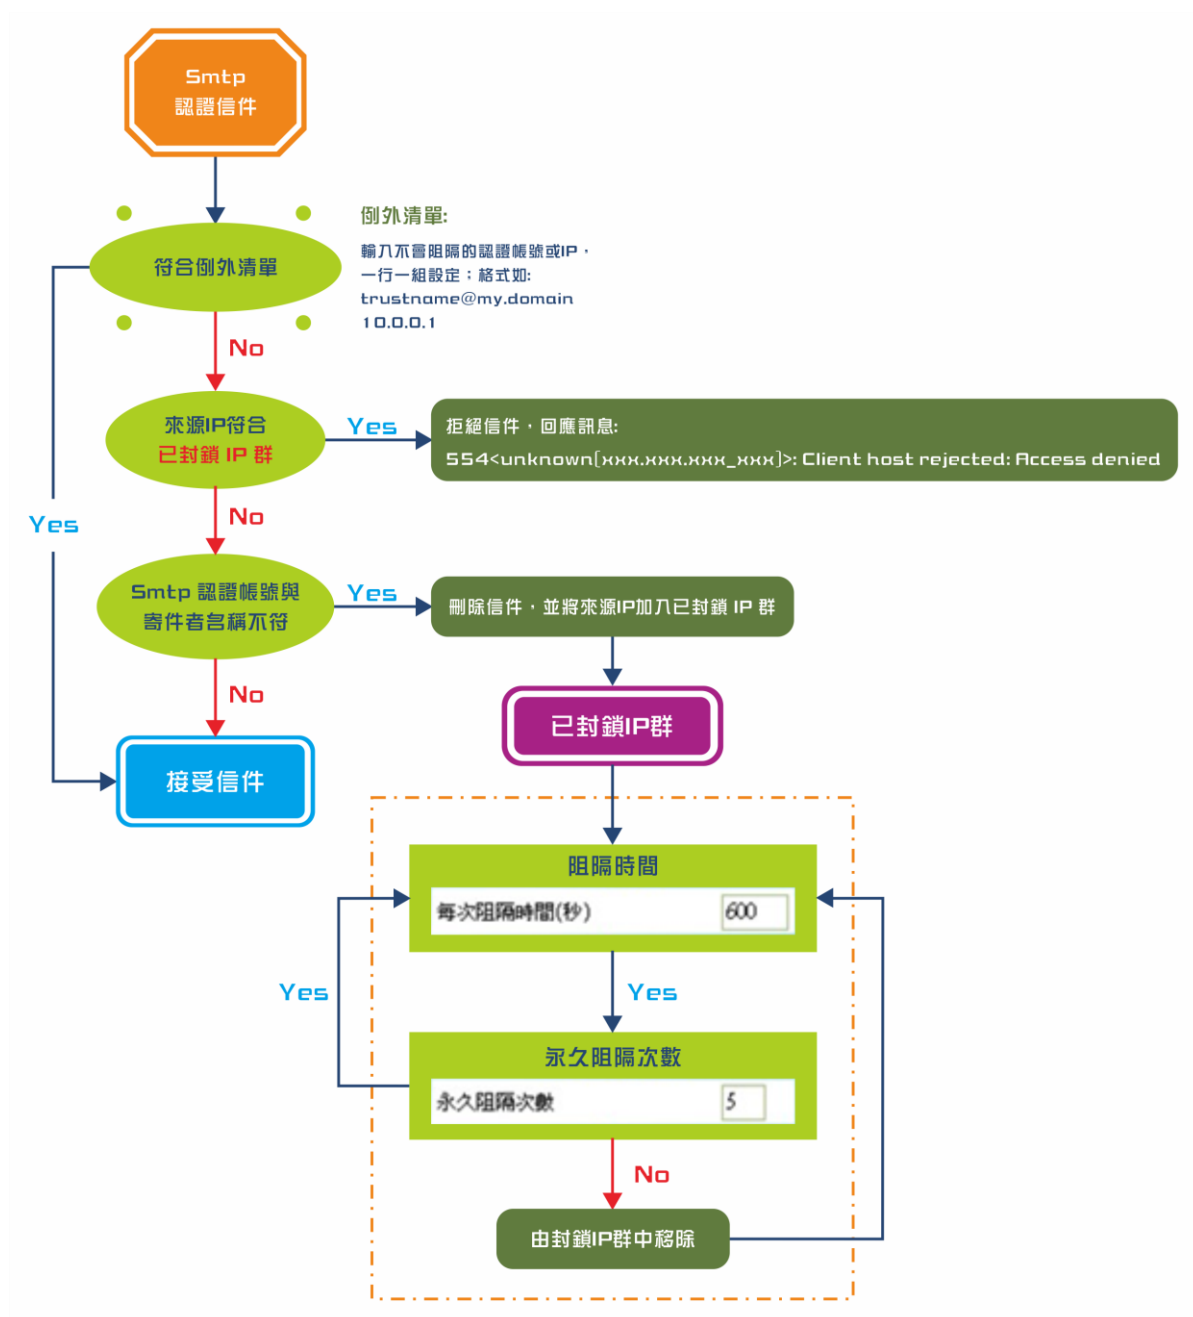 Smtp
認證信件
符合例外清單
例外清單:
輸入不會阻隔的認證帳號或IP，
一行一組設定；格式如:
trustname@my.domain
10.0.0.1
No
來源IP符合
已封鎖 IP 群
Yes
拒絕信件，回應訊息:
554<unknown[xxx.xxx.xxx_xxx]>: Client host rejected: Access denied
Yes
No
Smtp 認證帳號與
寄件者名稱不符
Yes
刪除信件，並將來源IP加入已封鎖 IP 群
No
已封鎖IP群
接受信件
阻隔時間
每次阻隔時間(秒) 600
Yes
Yes
永久阻隔次數
永久阻隔次數 5
No
由封鎖IP群中移除